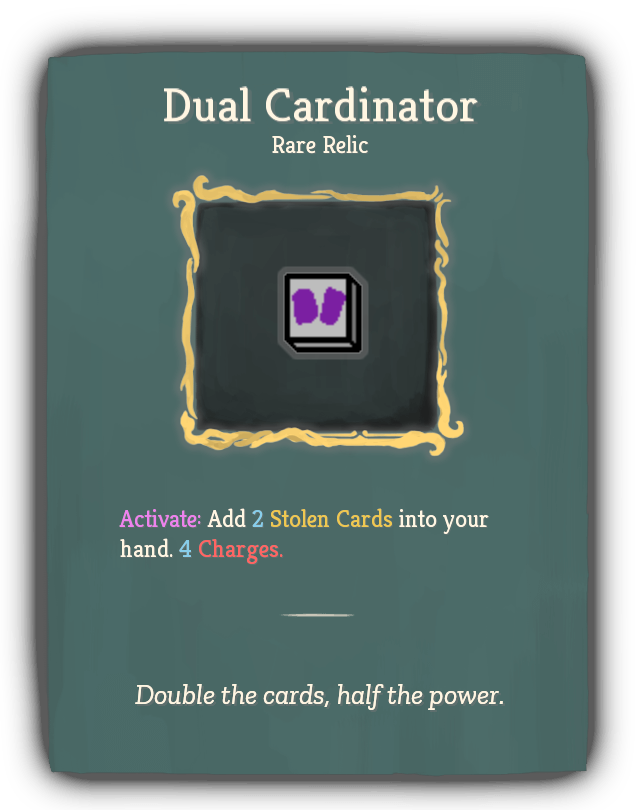 Dual Cardinator
Rare Relic
Activate: Add 2 Stolen Cards into your
hand. 4 Charges.
Double the cards, half the power.